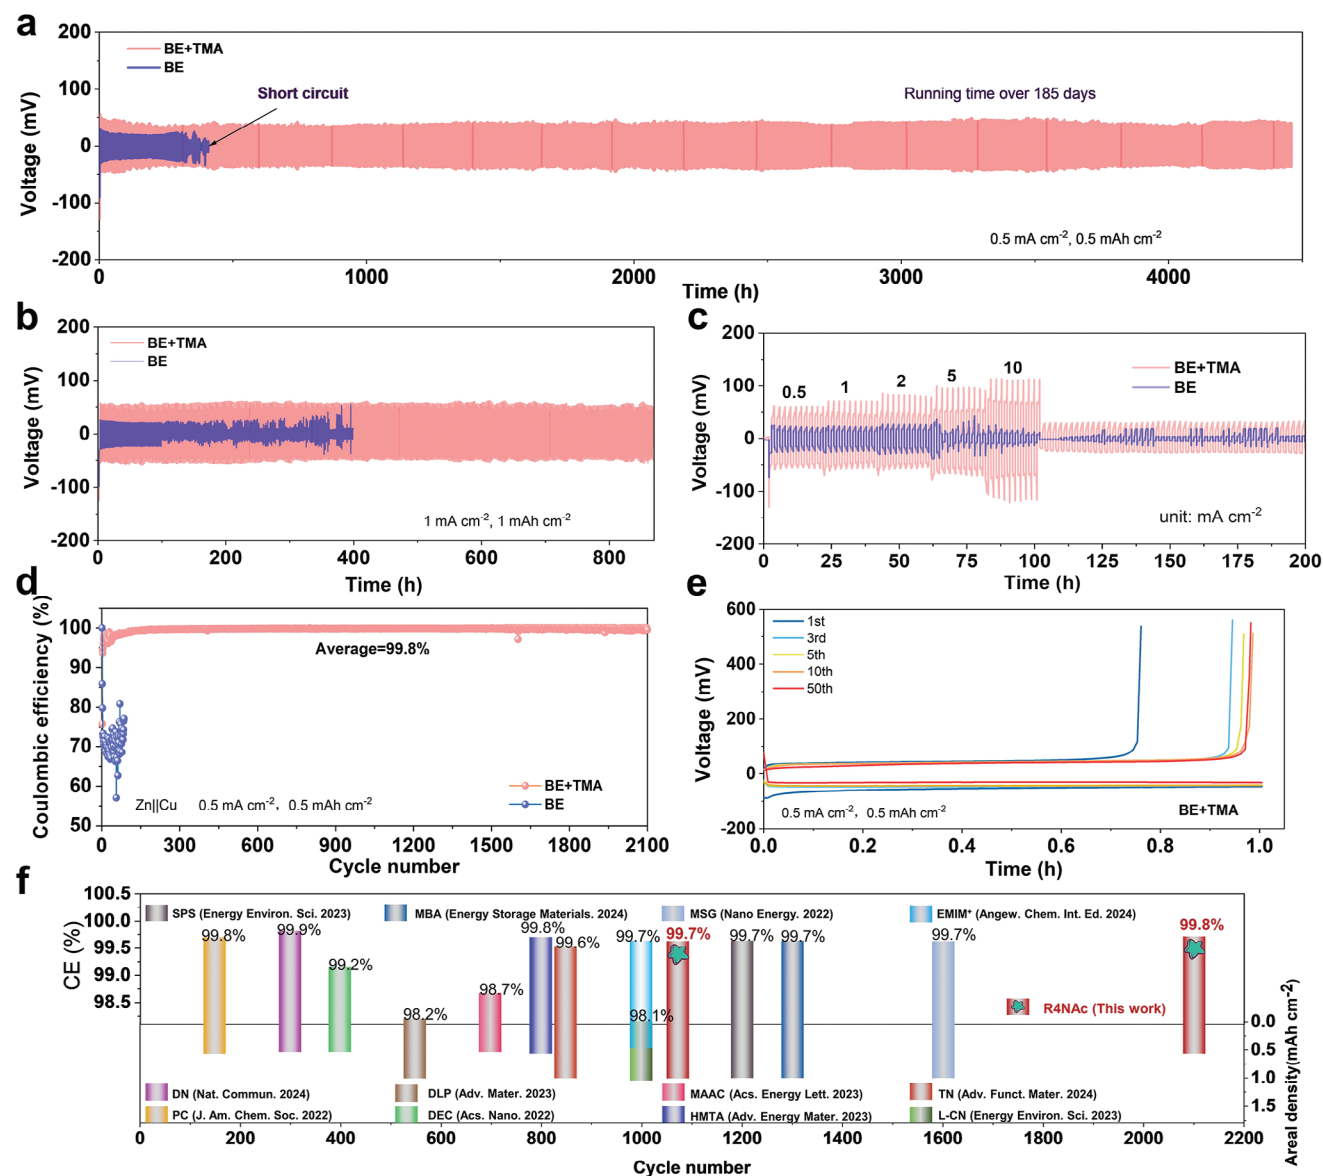 a
200
100
0
-100
-200
Voltage (mV)
BE+TMA
BE
Short circuit
Running time over 185 days
0.5 mA cm-2, 0.5 mAh cm-2
0
1000
2000
3000
4000
Time (h)
b
200
100
0
-100
-200
Voltage (mV)
BE+TMA
BE
1 mA cm-2, 1 mAh cm-2
0
200
400
600
800
Time (h)
c
200
100
0
-100
-200
Voltage (mV)
0.5
1
2
5
10
BE+TMA
BE
unit: mA cm-2
0
25
50
75
100
125
150
175
200
Time (h)
d
100
90
80
70
60
50
Coulombic efficiency (%)
Average=99.8%
BE+TMA
BE
Zn||Cu 0.5 mA cm-2, 0.5 mAh cm-2
0
300
600
900
1200
1500
1800
2100
Cycle number
e
600
400
200
0
-200
Voltage (mV)
1st
3rd
5th
10th
50th
0.5 mA cm-2, 0.5 mAh cm-2
BE+TMA
0.0
0.2
0.4
0.6
0.8
1.0
Time (h)
f
100.5
100.0
99.5
99.0
98.5
CE (%)
SPS (Energy Environ. Sci. 2023)
MBA (Energy Storage Materials. 2024)
MSG (Nano Energy. 2022)
EMIM+ (Angew. Chem. Int. Ed. 2024)
99.8%
99.9%
99.2%
98.2%
98.7%
99.8%
99.6%
99.7%
98.1%
99.7%
99.7%
99.7%
99.7%
99.8%
R4NAc (This work)
0.0
0.5
1.0
1.5
Areal density(mAh cm-2)
DN (Nat. Commun. 2024)
DLP (Adv. Mater. 2023)
MAAC (Acs. Energy Lett. 2023)
TN (Adv. Funct. Mater. 2024)
PC (J. Am. Chem. Soc. 2022)
DEC (Acs. Nano. 2022)
HMTA (Adv. Energy Mater. 2023)
L-CN (Energy Environ. Sci. 2023)
0
200
400
600
800
1000
1200
1400
1600
1800
2000
2200
Cycle number